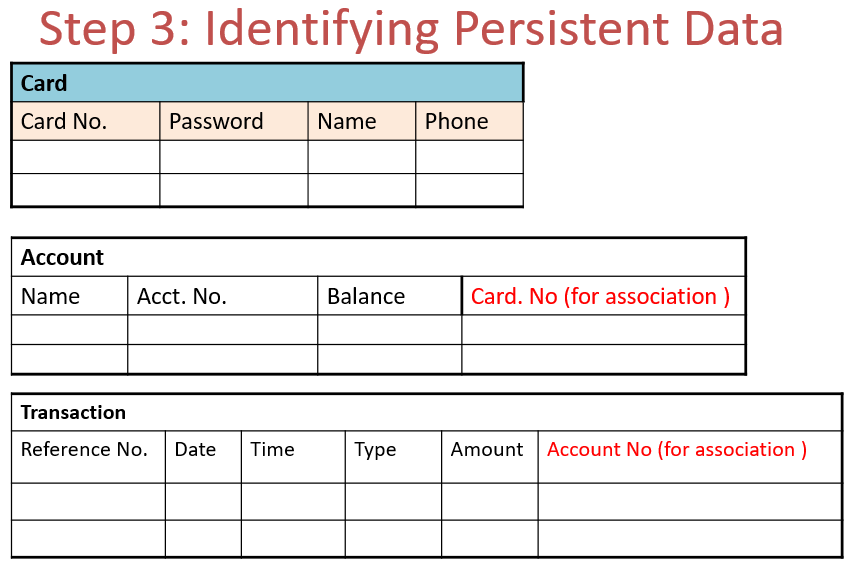 Step 3: Identifying Persistent Data
Card
Card No. Password Name Phone
Account
Name Acct. No. Balance Card. No (for association )
Transaction
Reference No. Date Time Type Amount Account No (for association )